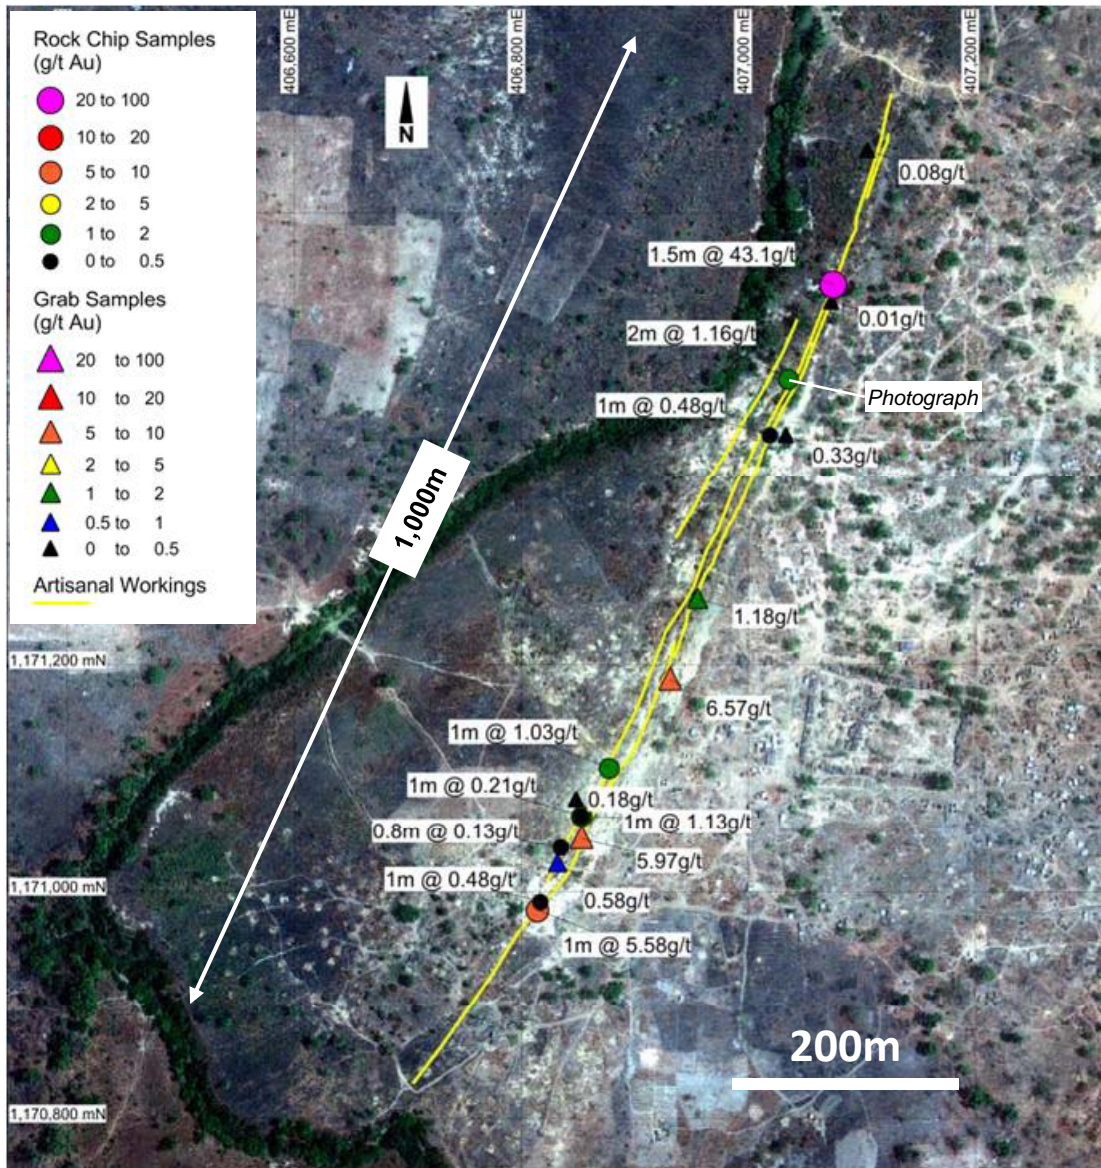 Rock Chip Samples
(g/t Au)
20 to 100
10 to 20
5 to 10
2 to 5
1 to 2
0 to 0.5
Grab Samples
(g/t Au)
20 to 100
10 to 20
5 to 10
2 to 5
1 to 2
0.5 to 1
0 to 0.5
Artisanal Workings
406,600 mE
406,800 mE
407,000 mE
407,200 mE
N
0.08g/t
1.5m @ 43.1g/t
0.01g/t
2m @ 1.16g/t
Photograph
1m @ 0.48g/t
0.33g/t
1,000m
1.18g/t
1,171,200 mN
6.57g/t
1m @ 1.03g/t
1m @ 0.21g/t
0.18g/t
1m @ 1.13g/t
0.8m @ 0.13g/t
5.97g/t
1m @ 0.48g/t
1,171,000 mN
0.58g/t
1m @ 5.58g/t
200m
1,170,800 mN